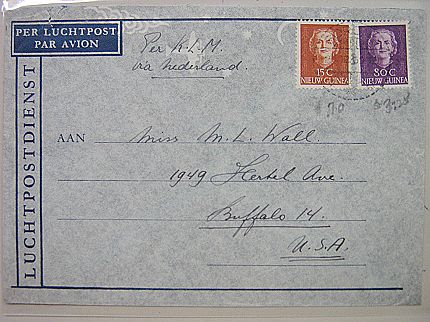 PER LUCHTPOST
PAR AVION
Per K.L.M.
via Nederland.
15 C
NIEUW GUINEA
80 C
NIEUW GUINEA
LUCHTPOSTDIENST
AAN
Miss M. L. Wall.
1949 Hertel Ave.
Buffalo 14.
U.S.A.